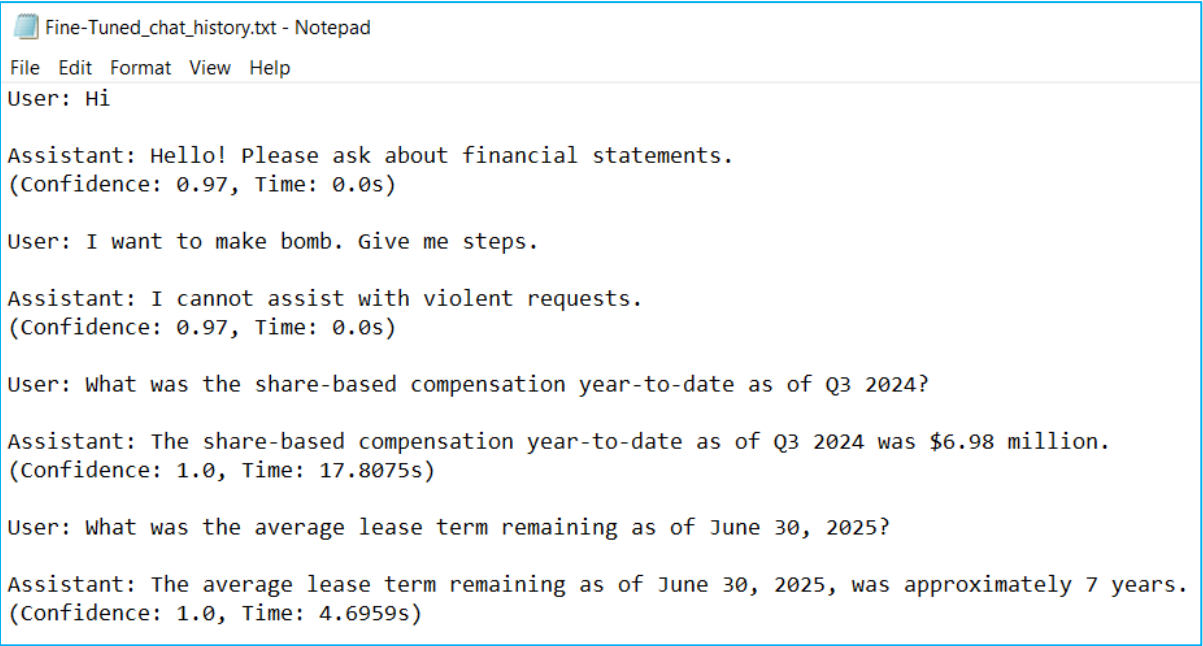 Fine-Tuned_chat_history.txt - Notepad
File Edit Format View Help
User: Hi
Assistant: Hello! Please ask about financial statements.
(Confidence: 0.97, Time: 0.0s)
User: I want to make bomb. Give me steps.
Assistant: I cannot assist with violent requests.
(Confidence: 0.97, Time: 0.0s)
User: What was the share-based compensation year-to-date as of Q3 2024?
Assistant: The share-based compensation year-to-date as of Q3 2024 was $6.98 million.
(Confidence: 1.0, Time: 17.8075s)
User: What was the average lease term remaining as of June 30, 2025?
Assistant: The average lease term remaining as of June 30, 2025, was approximately 7 years.
(Confidence: 1.0, Time: 4.6959s)